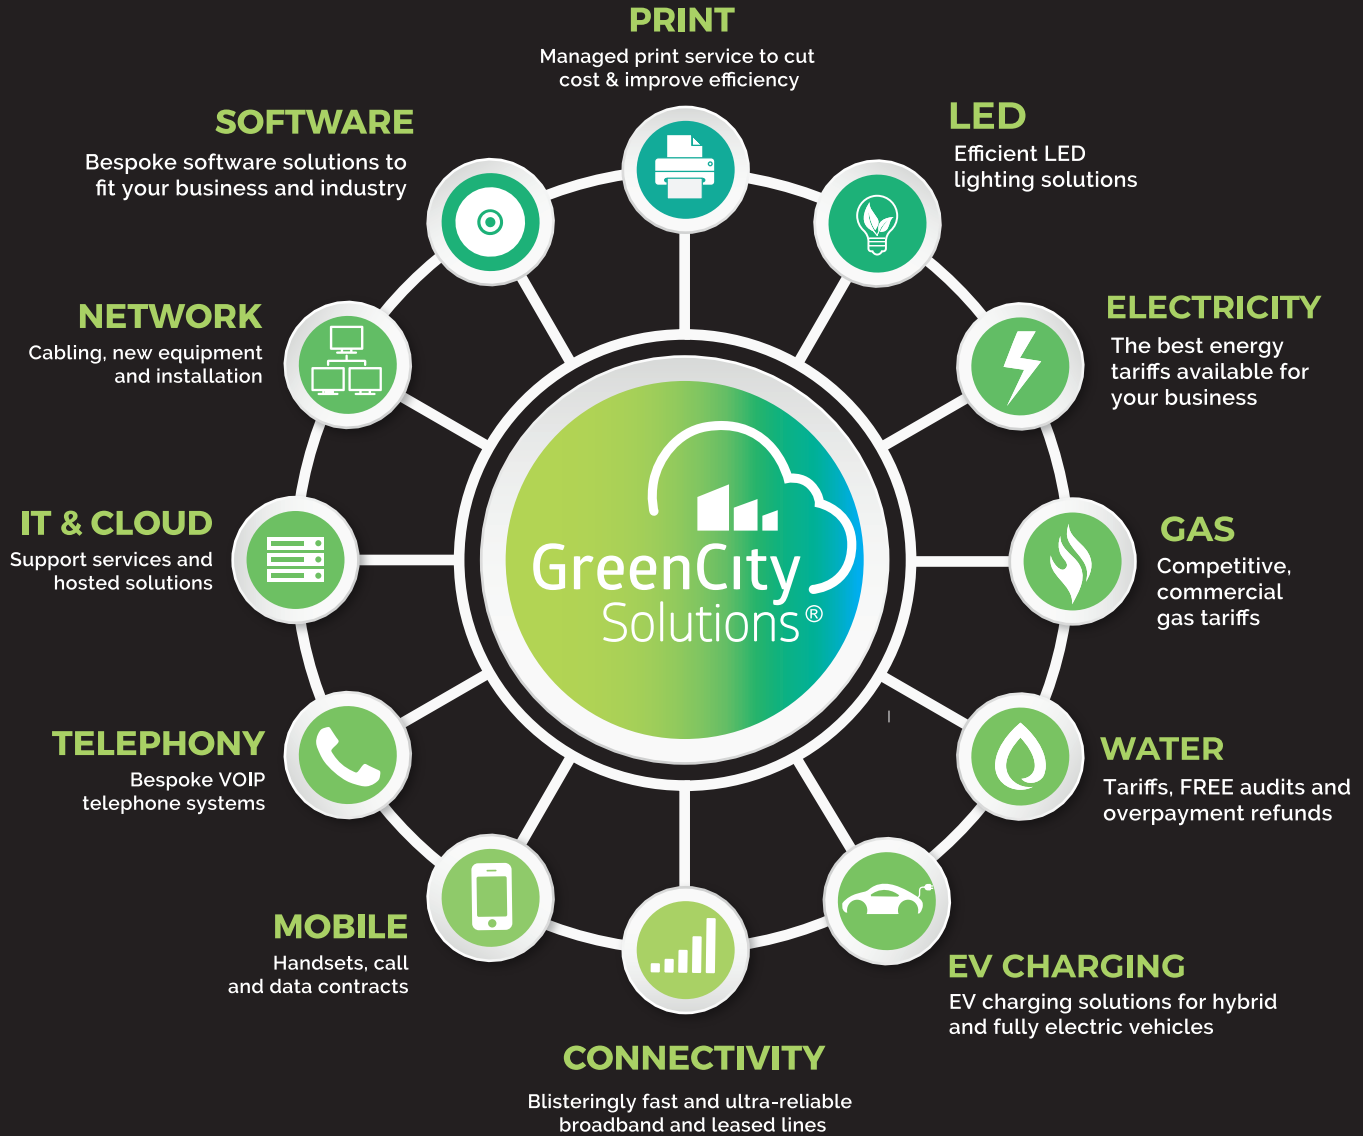 PRINT
Managed print service to cut
cost & improve efficiency
LED
Efficient LED
lighting solutions
ELECTRICITY
The best energy
tariffs available for
your business
GAS
Competitive,
commercial
gas tariffs
WATER
Tariffs, FREE audits and
overpayment refunds
EV CHARGING
EV charging solutions for hybrid
and fully electric vehicles
CONNECTIVITY
Blisteringly fast and ultra-reliable
broadband and leased lines
MOBILE
Handsets, call
and data contracts
TELEPHONY
Bespoke VOIP
telephone systems
IT & CLOUD
Support services and
hosted solutions
NETWORK
Cabling, new equipment
and installation
SOFTWARE
Bespoke software solutions to
fit your business and industry
GreenCity
Solutions®